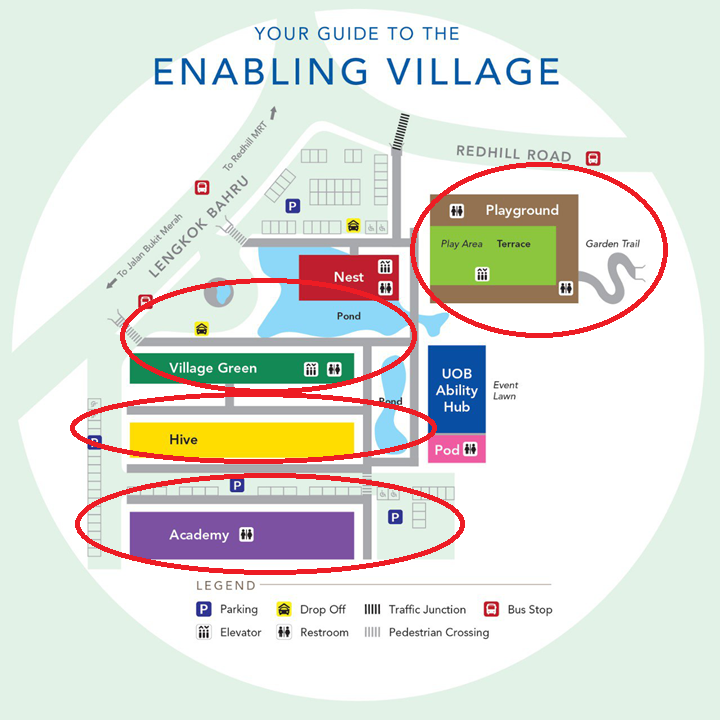 YOUR GUIDE TO THE
ENABLING VILLAGE
To Redhill MRT
REDHILL ROAD
LENGKOK BAHRU
To Jalan Bukit Merah
P
Playground
Play Area Terrace
Garden Trail
Nest
Pond
Village Green
UOB
Ability
Hub
Event
Lawn
Pond
Hive
P
Pod
P
P
Academy
LEGEND
P Parking
Drop Off
Traffic Junction
Bus Stop
Elevator
Restroom
Pedestrian Crossing